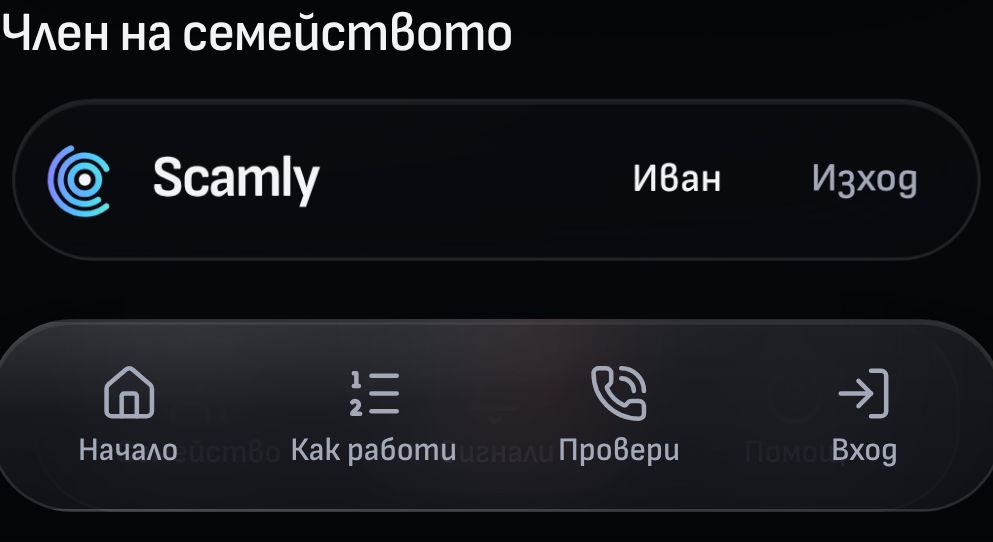 Член на семейството
Scamly Иван Изход
Начало Как работи Провери Вход